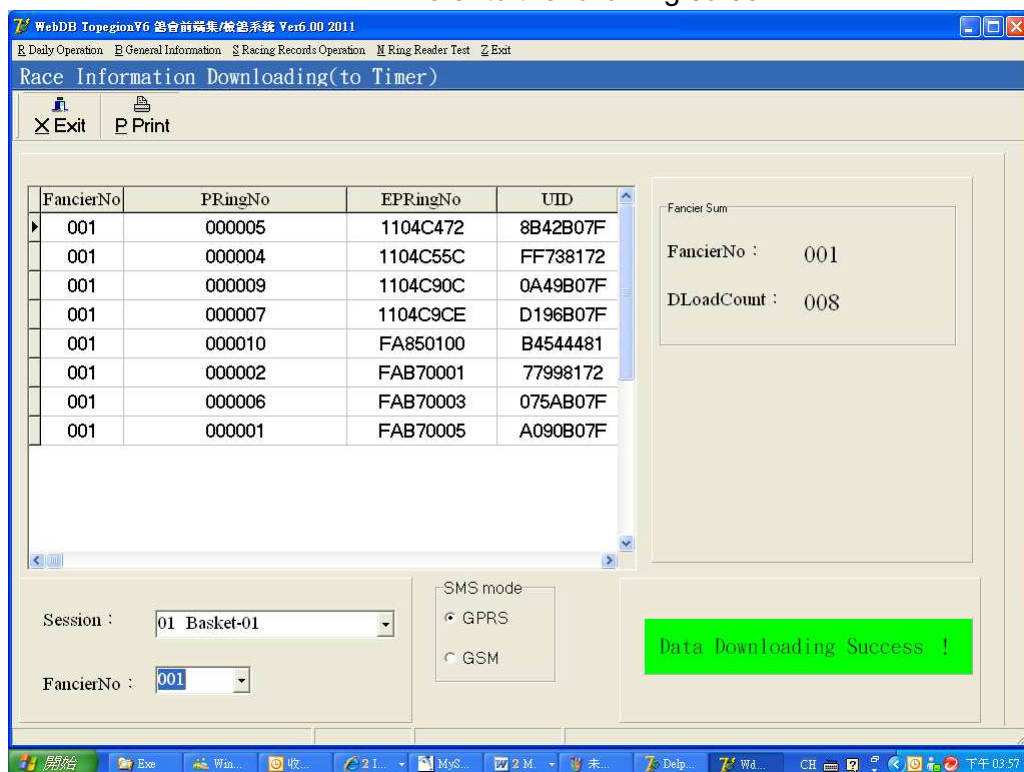 WebDB TopegionV6 鴿會前端集/檢鴿系統 Ver6.00 2011
R Daily Operation B General Information S Racing Records Operation N Ring Reader Test Z Exit
Race Information Downloading(to Timer)
X Exit P Print
FancierNo PRingNo EPRingNo UID
001 000005 1104C472 8B42B07F
001 000004 1104C55C FF738172
001 000009 1104C90C 0A49B07F
001 000007 1104C9CE D196B07F
001 000010 FA850100 B4544481
001 000002 FAB70001 77998172
001 000006 FAB70003 075AB07F
001 000001 FAB70005 A090B07F
Fancier Sum
FancierNo： 001
DLoadCount： 008
Session： 01 Basket-01
FancierNo： 001
SMS mode
GPRS
GSM
Data Downloading Success !
開始 Exe Win... 收... 2 I... MyS... 2 M... 未... Delp... Wd... CH 下午 03:57